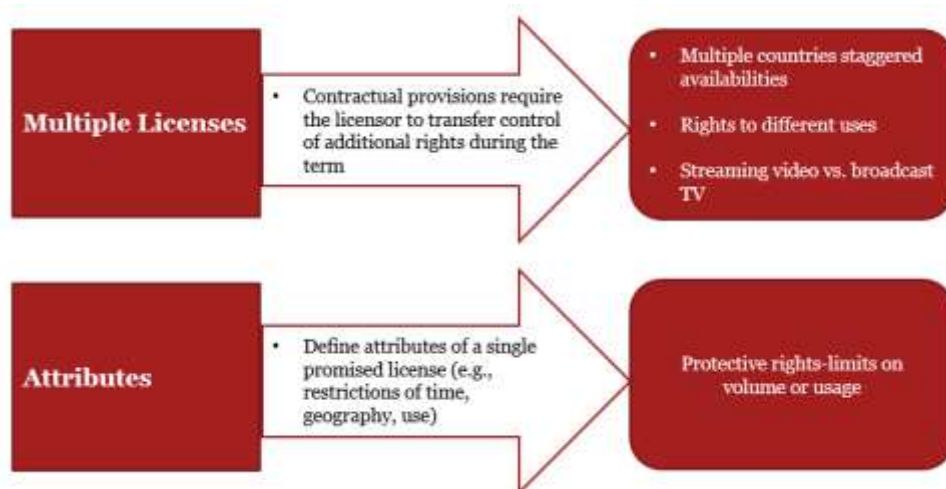 Multiple Licenses
• Contractual provisions require
the licensor to transfer control
of additional rights during the
term
• Multiple countries staggered
availabilities
• Rights to different uses
• Streaming video vs. broadcast
TV
Attributes
• Define attributes of a single
promised license (e.g.,
restrictions of time,
geography, use)
Protective rights-limits on
volume or usage